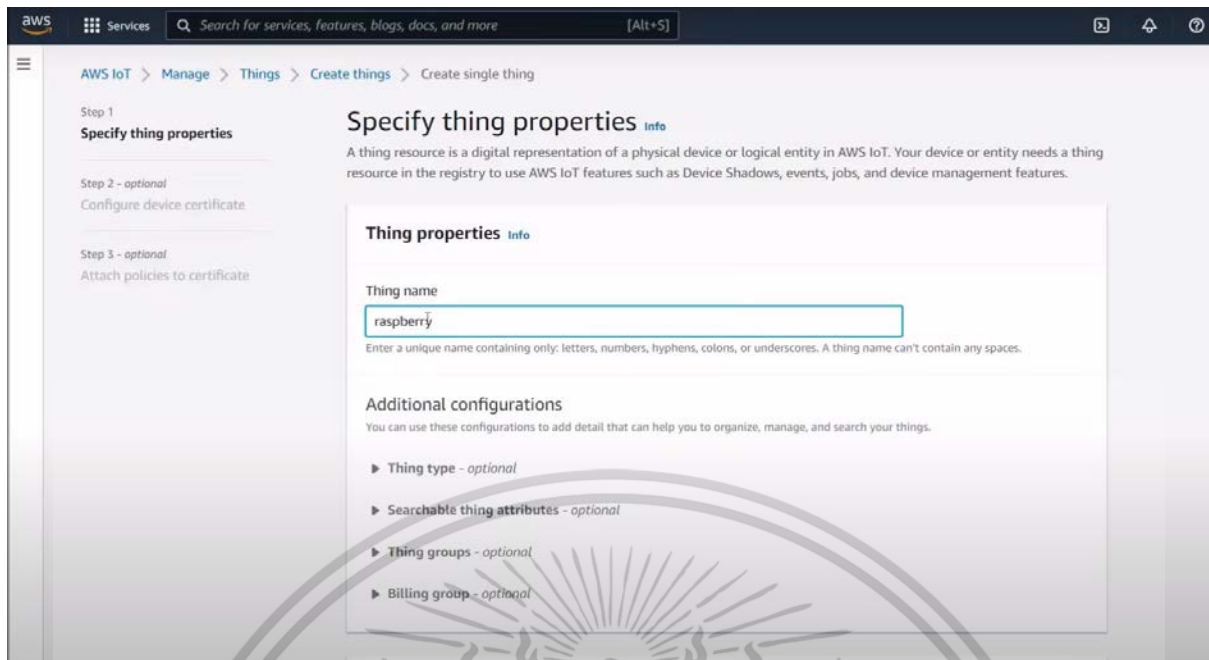 aws
Services
Search for services, features, blogs, docs, and more
[Alt+S]
AWS IoT > Manage > Things > Create things > Create single thing
Step 1
Specify thing properties
Step 2 - optional
Configure device certificate
Step 3 - optional
Attach policies to certificate
Specify thing properties Info
A thing resource is a digital representation of a physical device or logical entity in AWS IoT. Your device or entity needs a thing
resource in the registry to use AWS IoT features such as Device Shadows, events, jobs, and device management features.
Thing properties Info
Thing name
raspberry
Enter a unique name containing only: letters, numbers, hyphens, colons, or underscores. A thing name can't contain any spaces.
Additional configurations
You can use these configurations to add detail that can help you to organize, manage, and search your things.
Thing type - optional
Searchable thing attributes - optional
Thing groups - optional
Billing group - optional